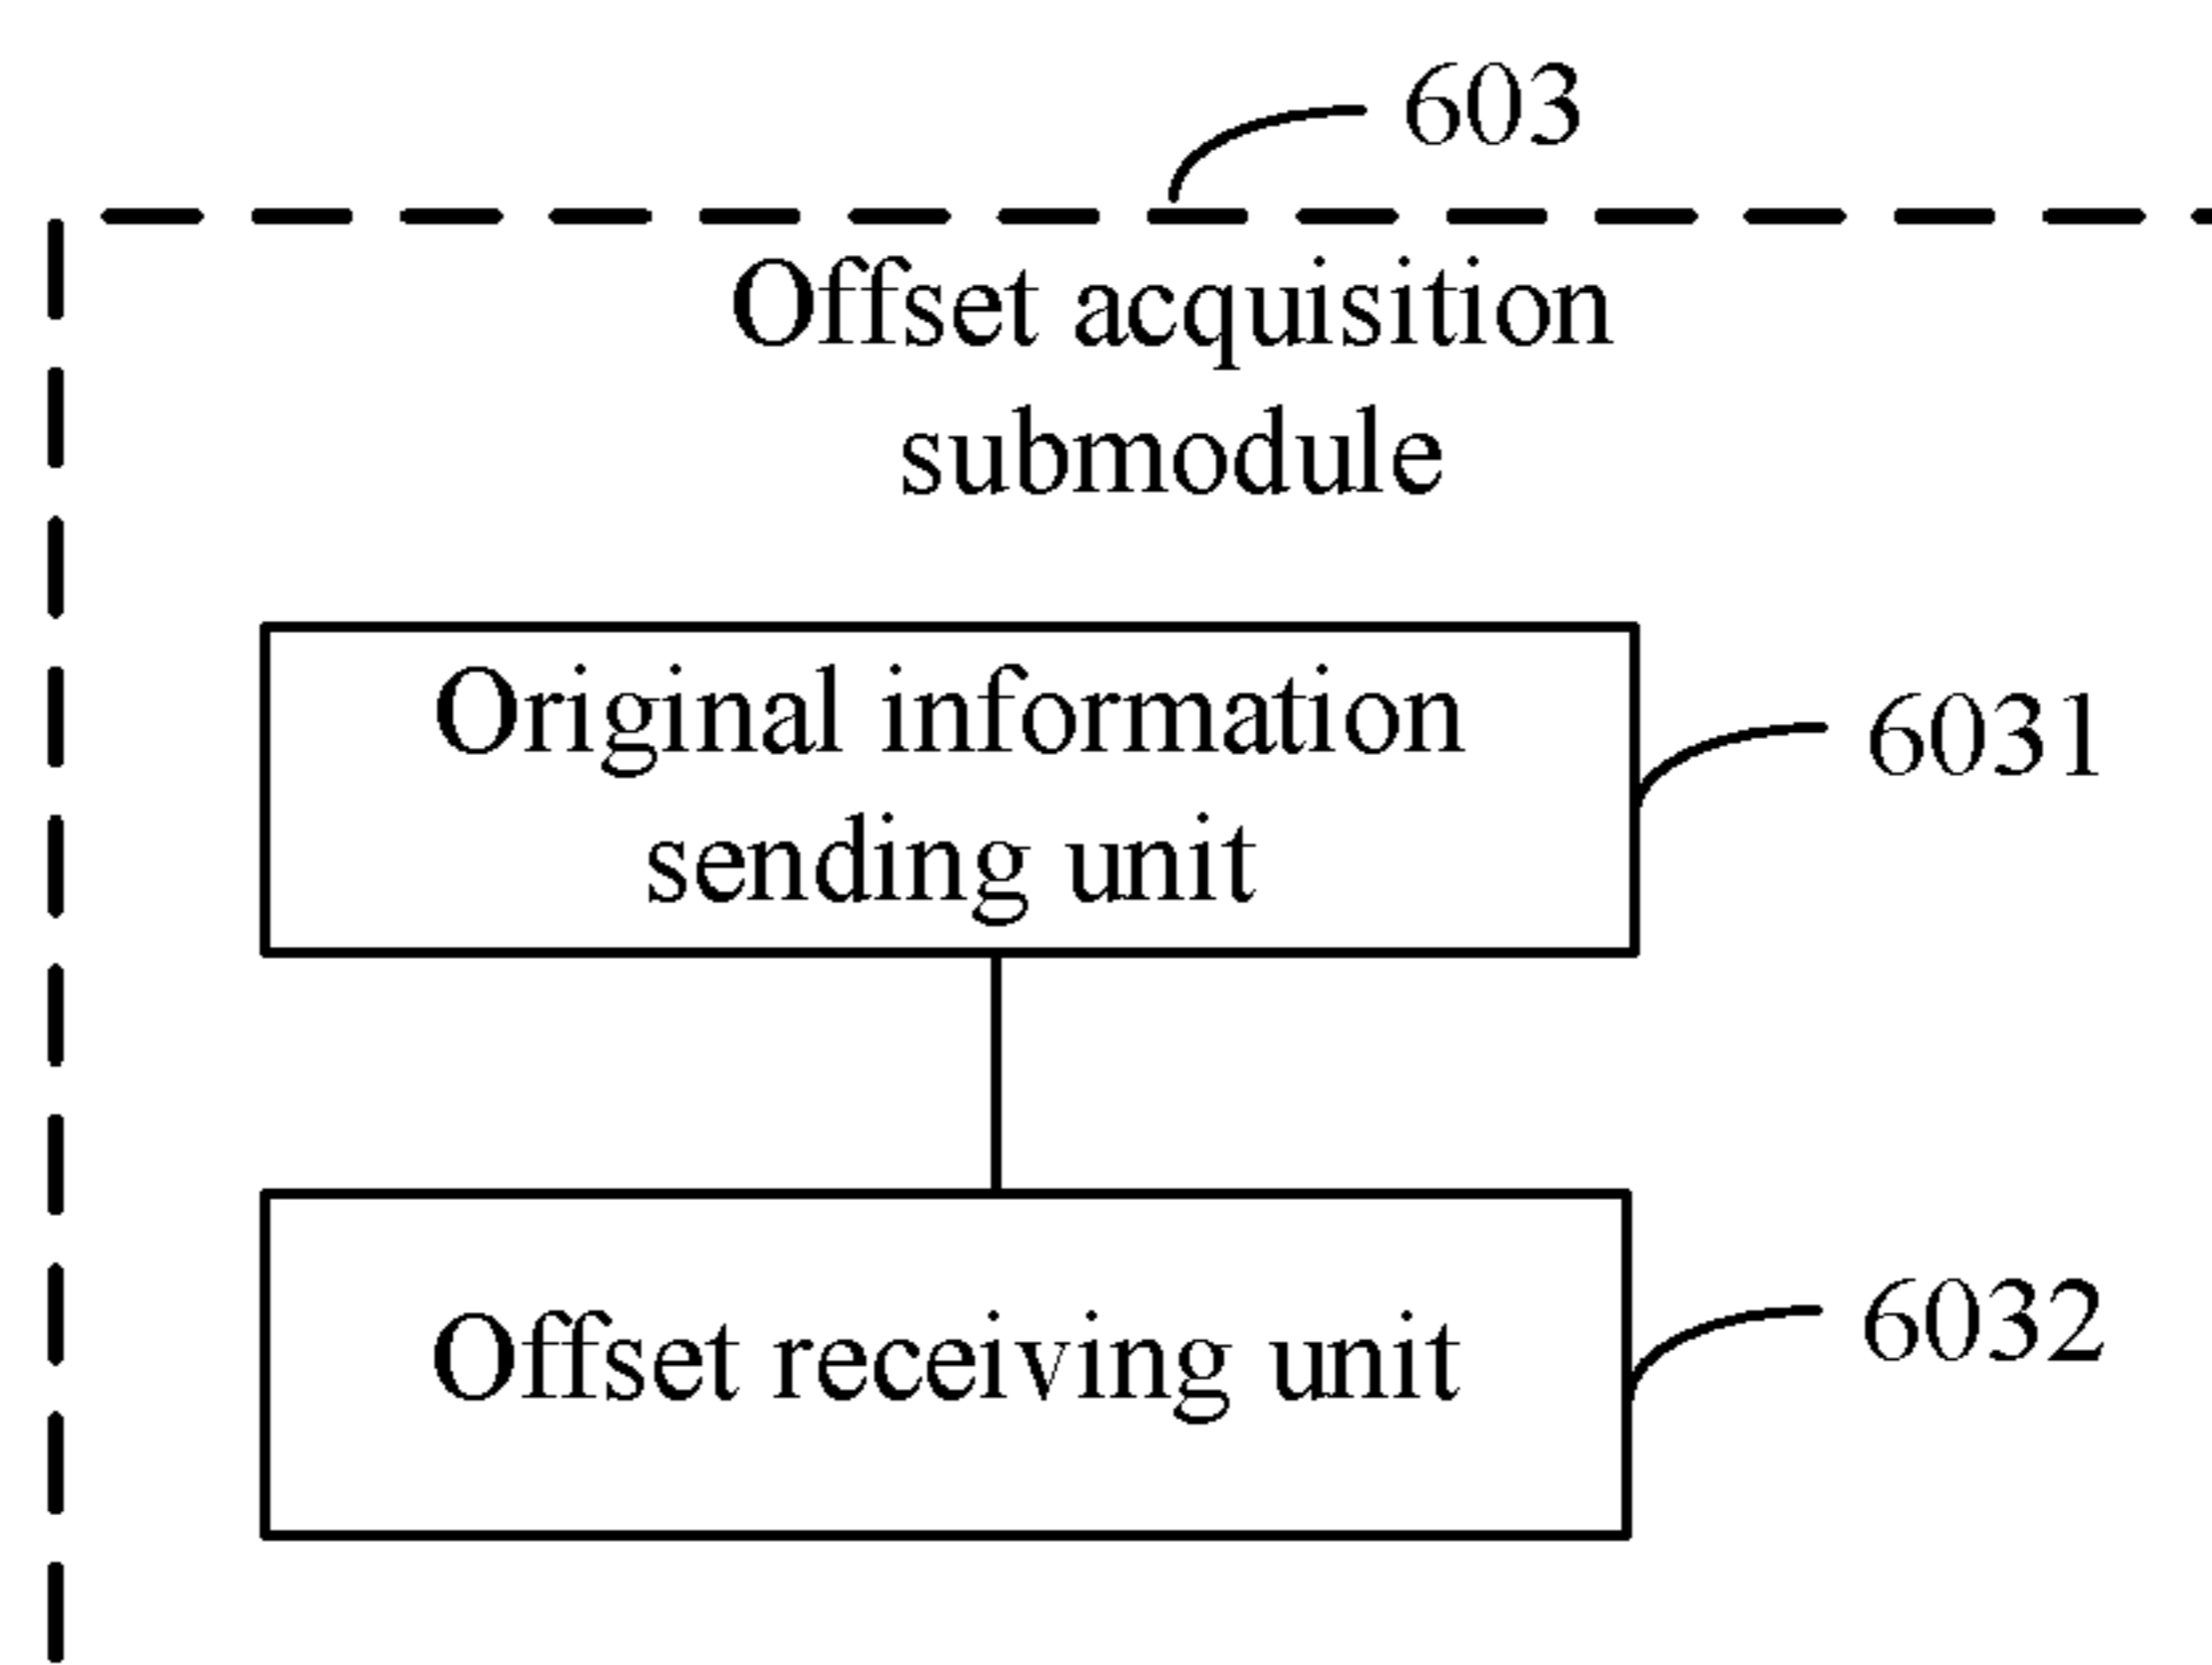 603
Offset acquisition
submodule
Original information
sending unit
6031
Offset receiving unit
6032